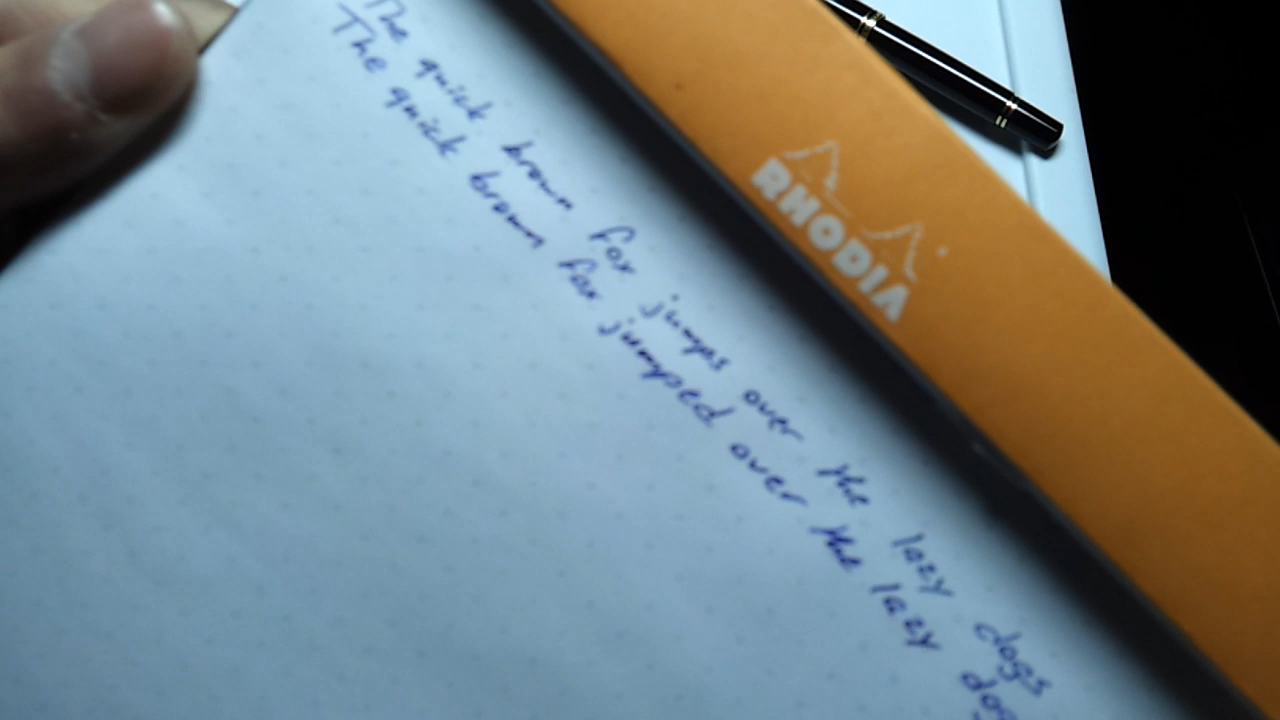 The quick brown fox jumps over the lazy dogs
The quick brown fox jumped over the lazy
RHODIA